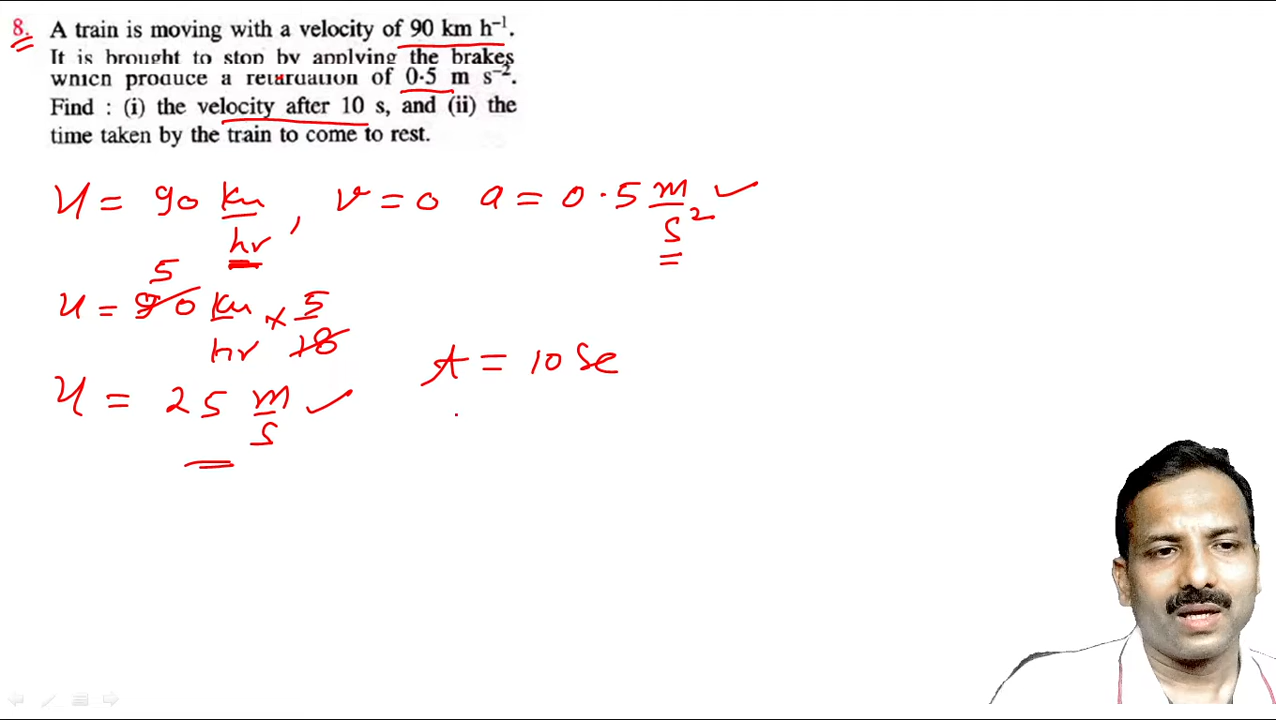 8. A train is moving with a velocity of 90 km h⁻¹.
It is brought to stop by applying the brakes
which produce a retardation of 0·5 m s⁻².
Find : (i) the velocity after 10 s, and (ii) the
time taken by the train to come to rest.
u = 90 km/hr, v = 0 a = 0.5 m/s² ✓
5
u = 90 km/hr × 5/18
t = 10 Se
u = 25 m/s ✓